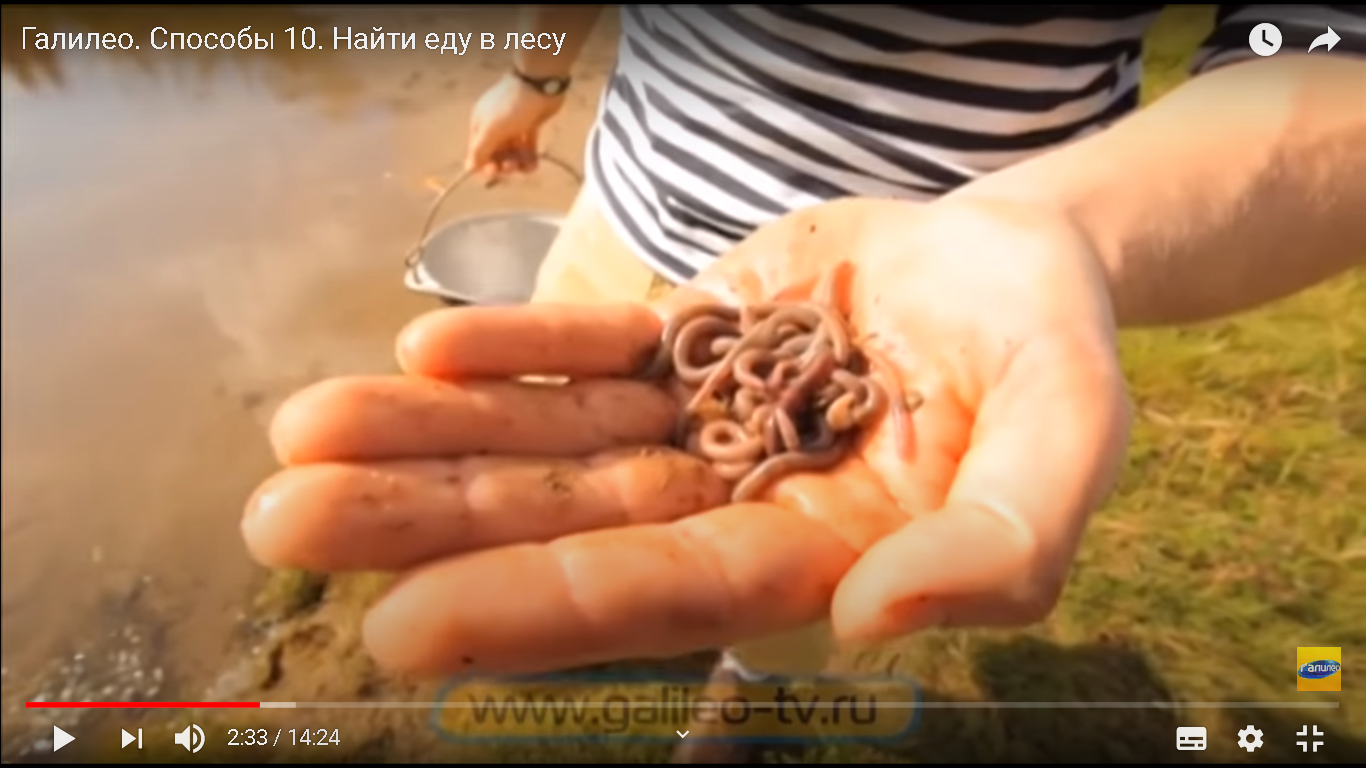 Галилео. Способы 10. Найти еду в лесу
Галилео
www.galileo-tv.ru
2:33 / 14:24